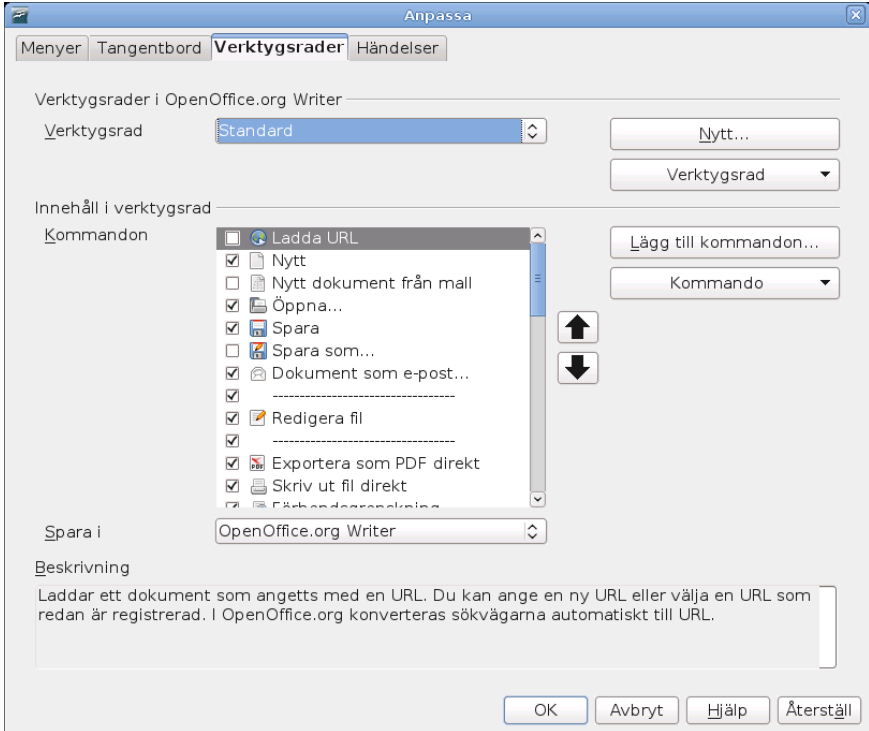 Anpassa
Menyer Tangentbord Verktygsrader Händelser
Verktygsrader i OpenOffice.org Writer
Verktygsrad Standard Nytt...
Verktygsrad
Innehåll i verktygsrad
Kommandon Ladda URL Lägg till kommandon...
Nytt
Nytt dokument från mall Kommando
Öppna...
Spara
Spara som...
Dokument som e-post...
----------------------------------
Redigera fil
----------------------------------
Exportera som PDF direkt
Skriv ut fil direkt
Förhandsgranskning
Spara i OpenOffice.org Writer
Beskrivning
Laddar ett dokument som angetts med en URL. Du kan ange en ny URL eller välja en URL som
redan är registrerad. I OpenOffice.org konverteras sökvägarna automatiskt till URL.
OK Avbryt Hjälp Återställ